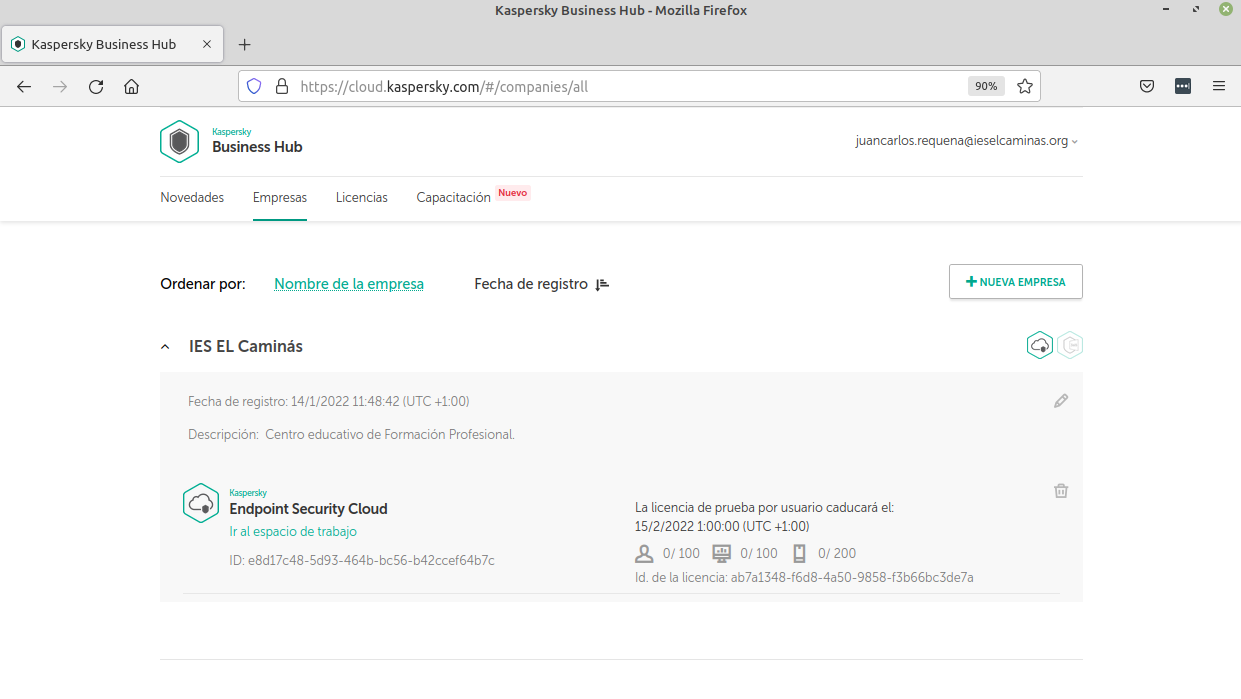 Kaspersky Business Hub - Mozilla Firefox
Kaspersky Business Hub
https://cloud.kaspersky.com/#/companies/all
90%
Kaspersky
Business Hub
juancarlos.requena@ieselcaminas.org
Novedades Empresas Licencias Capacitación Nuevo
Ordenar por: Nombre de la empresa Fecha de registro
NUEVA EMPRESA
IES EL Caminás
Fecha de registro: 14/1/2022 11:48:42 (UTC +1:00)
Descripción: Centro educativo de Formación Profesional.
Kaspersky
Endpoint Security Cloud
Ir al espacio de trabajo
ID: e8d17c48-5d93-464b-bc56-b42ccef64b7c
La licencia de prueba por usuario caducará el:
15/2/2022 1:00:00 (UTC +1:00)
0/ 100 0/ 100 0/ 200
Id. de la licencia: ab7a1348-f6d8-4a50-9858-f3b66bc3de7a